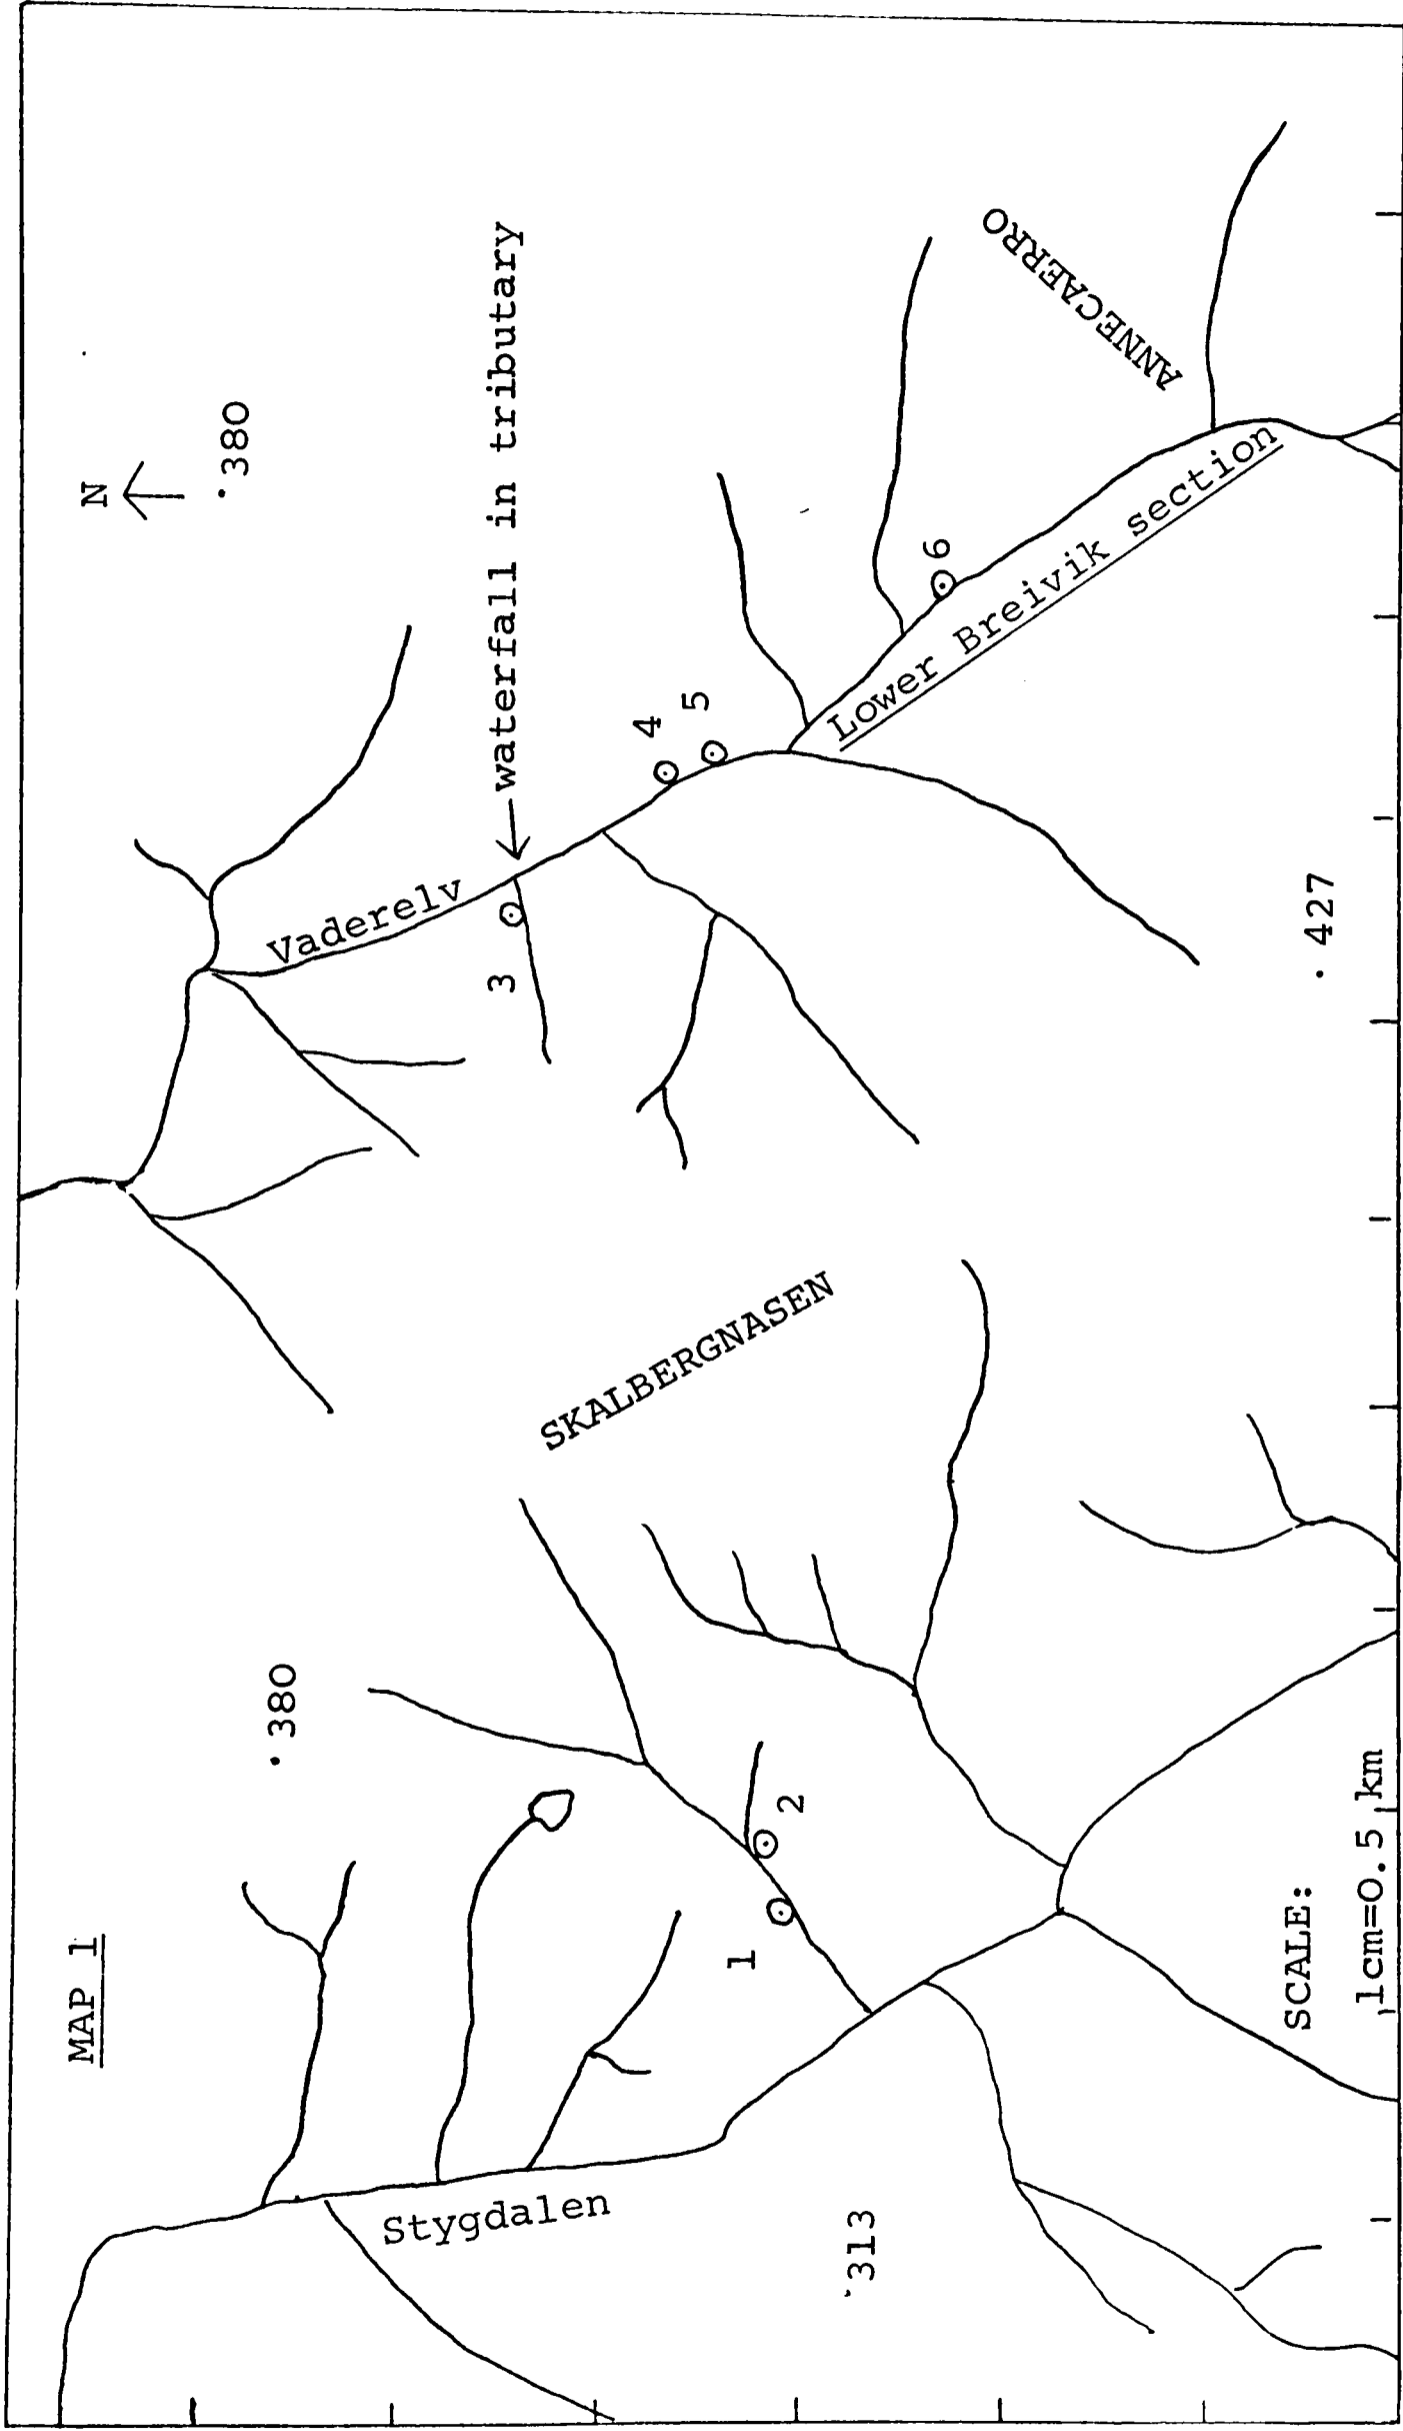 MAP 1
N
.380
.380
waterfall in tributary
Vaderelv
3
4
5
6
ANNECAERRO
Lower Breivik section
SKALBERGNASEN
.427
Stygdalen
1
2
.313
SCALE:
1cm=0.5 km